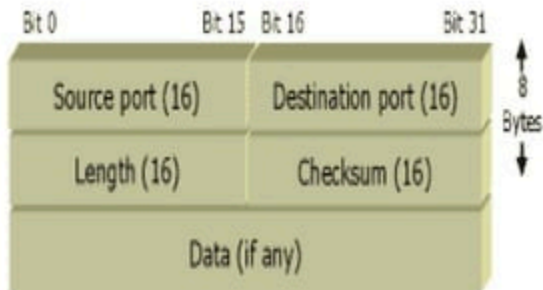 Bit 0 Bit 15 Bit 16 Bit 31
Source port (16) Destination port (16)
8
Bytes
Length (16) Checksum (16)
Data (if any)